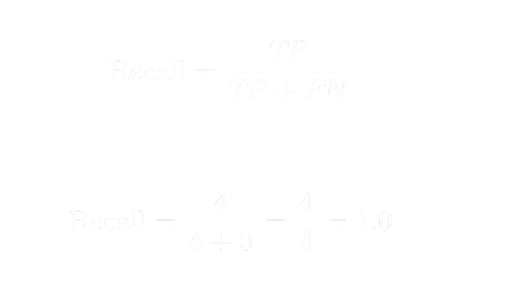 Recall = TP / TP + FN
Recall = 4 / 4 + 0 = 4 / 4 = 1.0